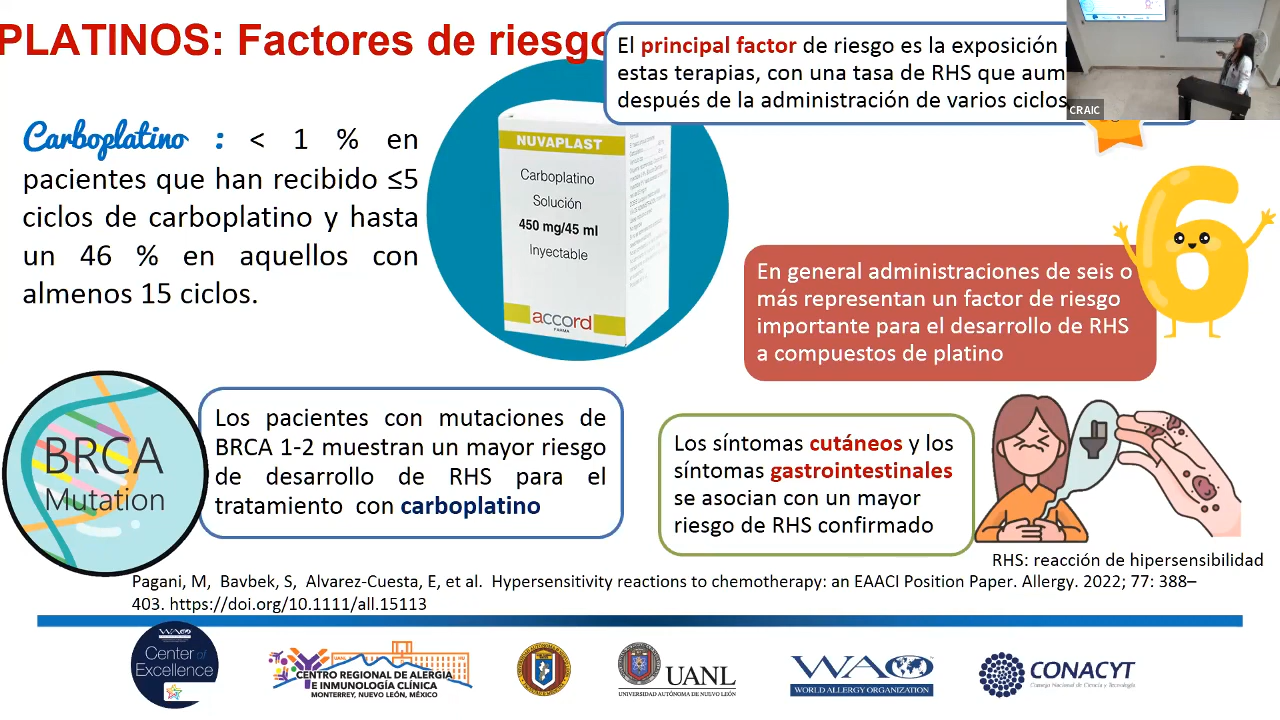 PLATINOS: Factores de riesgo
El principal factor de riesgo es la exposición
estas terapias, con una tasa de RHS que aum
después de la administración de varios ciclos
CRAIC
Carboplatino : < 1 % en
pacientes que han recibido ≤5
ciclos de carboplatino y hasta
un 46 % en aquellos con
almenos 15 ciclos.
NUVAPLAST
Carboplatino
Solución
450 mg/45 ml
Inyectable
accord
FARMA
6
En general administraciones de seis o
más representan un factor de riesgo
importante para el desarrollo de RHS
a compuestos de platino
BRCA
Mutation
Los pacientes con mutaciones de
BRCA 1-2 muestran un mayor riesgo
de desarrollo de RHS para el
tratamiento con carboplatino
Los síntomas cutáneos y los
síntomas gastrointestinales
se asocian con un mayor
riesgo de RHS confirmado
RHS: reacción de hipersensibilidad
Pagani, M, Bavbek, S, Alvarez-Cuesta, E, et al. Hypersensitivity reactions to chemotherapy: an EAACI Position Paper. Allergy. 2022; 77: 388–
403. https://doi.org/10.1111/all.15113
WAO
Center of
Excellence
CENTRO REGIONAL DE ALERGIA
E INMUNOLOGÍA CLÍNICA
MONTERREY, NUEVO LEÓN, MÉXICO
UANL
UNIVERSIDAD AUTÓNOMA DE NUEVO LEÓN
WAO
WORLD ALLERGY ORGANIZATION
CONACYT
Consejo Nacional de Ciencia y Tecnología